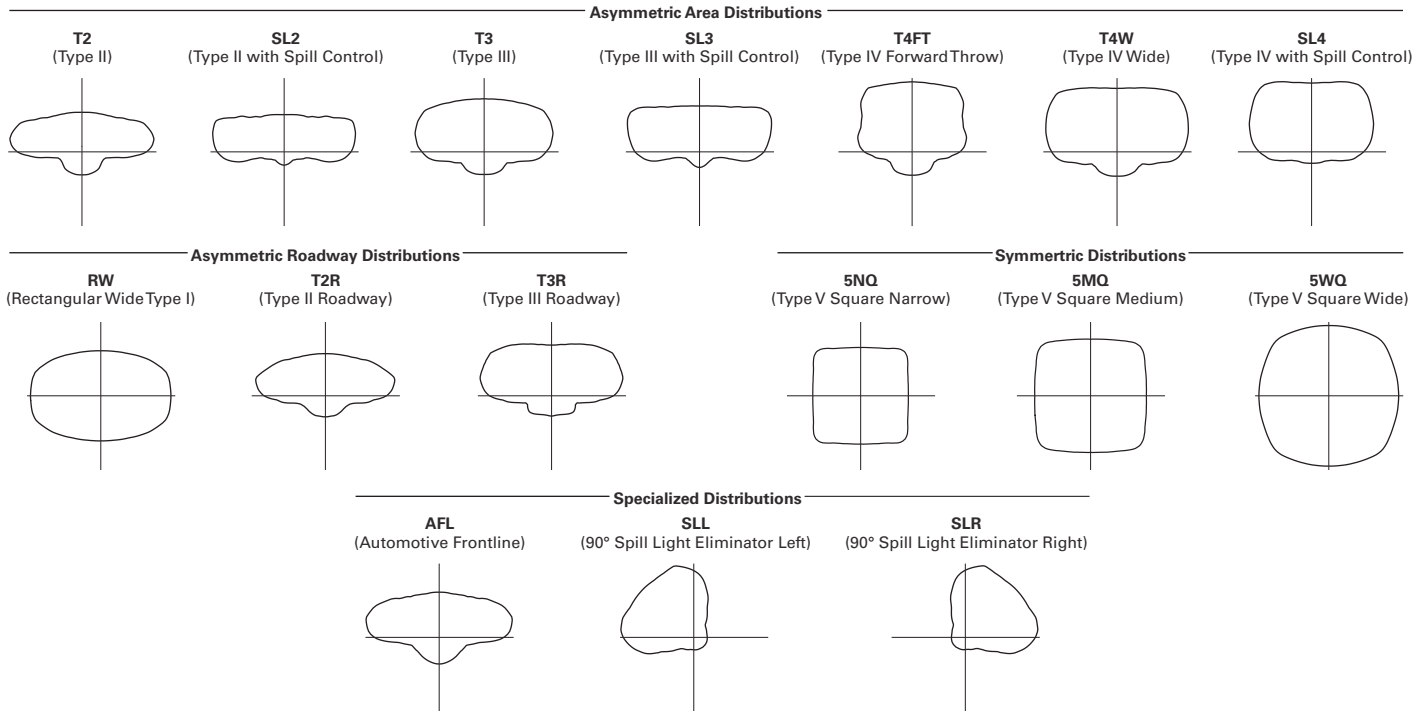 Asymmetric Area Distributions
T2
(Type II)
SL2
(Type II with Spill Control)
T3
(Type III)
SL3
(Type III with Spill Control)
T4FT
(Type IV Forward Throw)
T4W
(Type IV Wide)
SL4
(Type IV with Spill Control)
Asymmetric Roadway Distributions
RW
(Rectangular Wide Type I)
T2R
(Type II Roadway)
T3R
(Type III Roadway)
Symmertric Distributions
5NQ
(Type V Square Narrow)
5MQ
(Type V Square Medium)
5WQ
(Type V Square Wide)
Specialized Distributions
AFL
(Automotive Frontline)
SLL
(90° Spill Light Eliminator Left)
SLR
(90° Spill Light Eliminator Right)